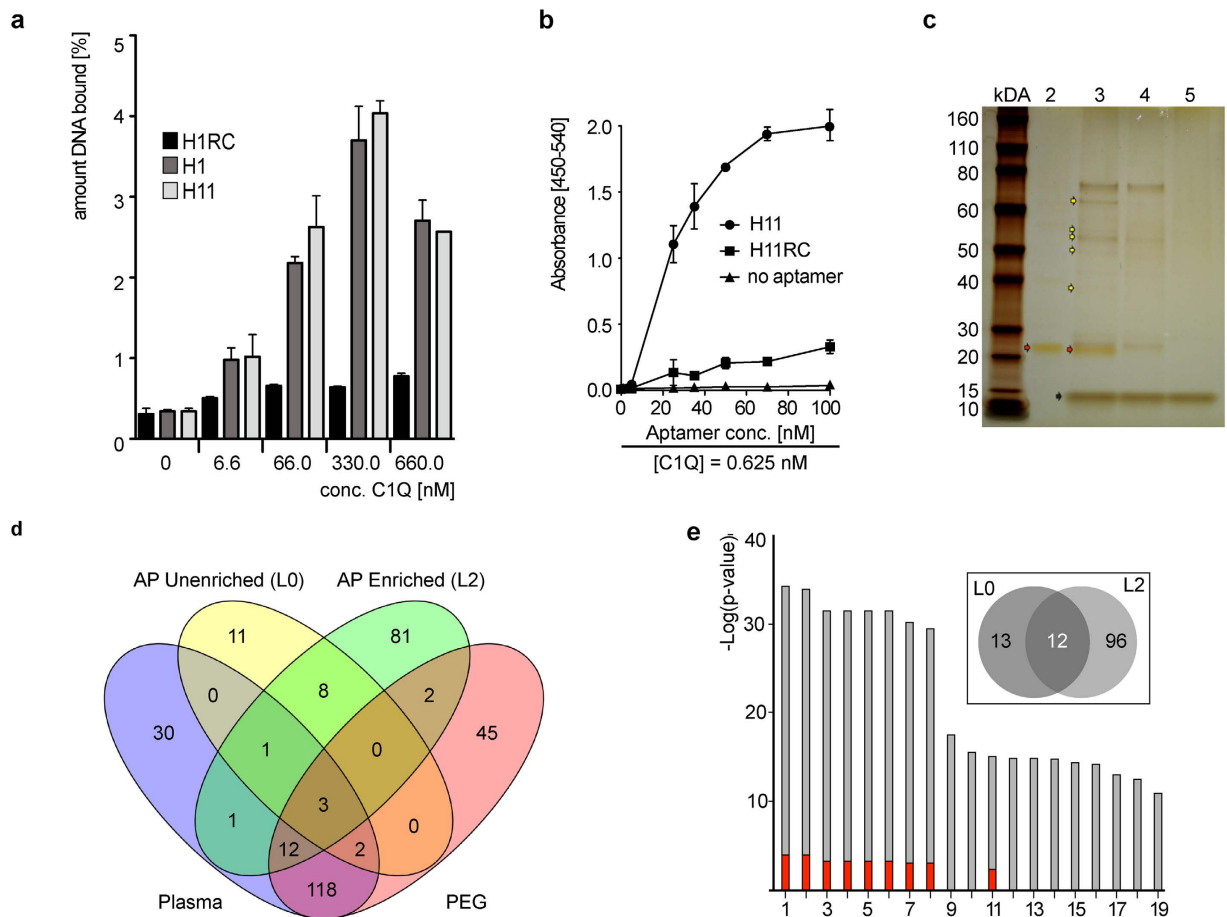 a
amount DNA bound [%]
5
4
3
2
1
0
H1RC
H1
H11
0 6.6 66.0 330.0 660.0
conc. C1Q [nM]
b
Absorbance [450-540]
2.0
1.5
1.0
0.5
0.0
H11
H11RC
no aptamer
0 20 40 60 80 100
Aptamer conc. [nM]
[C1Q] = 0.625 nM
c
kDA 2 3 4 5
160
110
80
60
50
40
30
20
15
10
d
AP Unenriched (L0) AP Enriched (L2)
11 81
0 8 2
30 1 0 45
1 3 0
12 2
118
Plasma PEG
e
-Log(p-value)
40
30
20
10
L0 L2
13 12 96
1 3 5 7 9 11 13 15 17 19